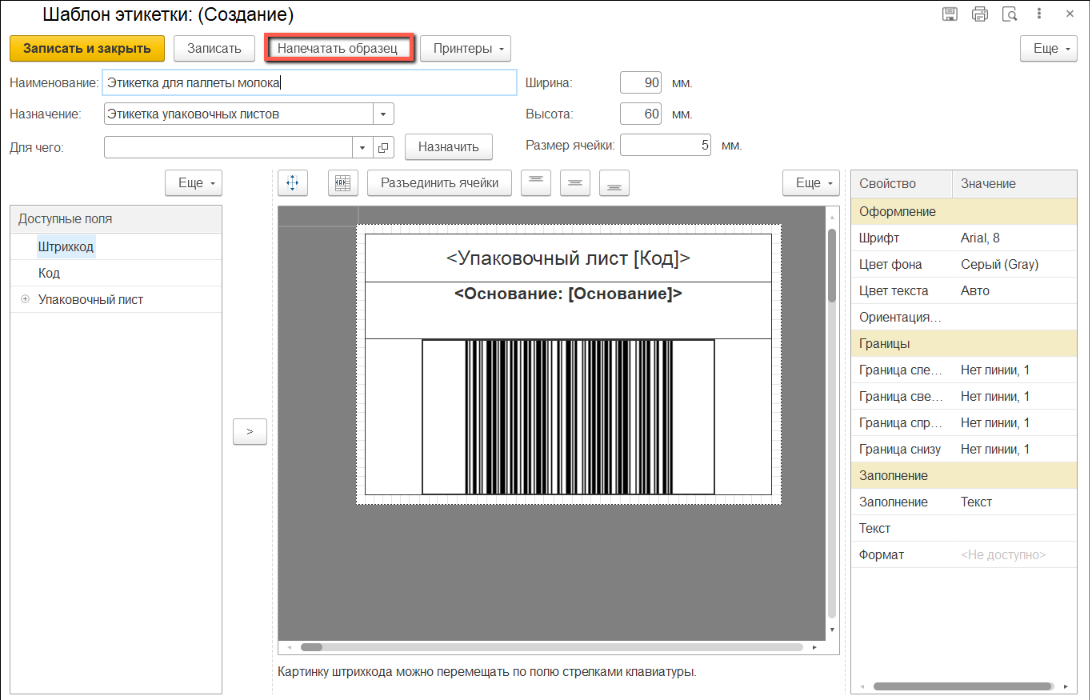 Шаблон этикетки: (Создание)
Записать и закрыть Записать Напечатать образец Принтеры Еще
Наименование: Этикетка для паллеты молока Ширина: 90 мм.
Назначение: Этикетка упаковочных листов Высота: 60 мм.
Для чего: Назначить Размер ячейки: 5 мм.
Еще Разъединить ячейки Еще
Доступные поля
Штрихкод
Код
Упаковочный лист
>
<Упаковочный лист [Код]>
<Основание: [Основание]>
Картинку штрихкода можно перемещать по полю стрелками клавиатуры.
Свойство Значение
Оформление
Шрифт Arial, 8
Цвет фона Серый (Gray)
Цвет текста Авто
Ориентация...
Границы
Граница спе... Нет линии, 1
Граница све... Нет линии, 1
Граница спр... Нет линии, 1
Граница снизу Нет линии, 1
Заполнение
Заполнение Текст
Текст
Формат <Не доступно>